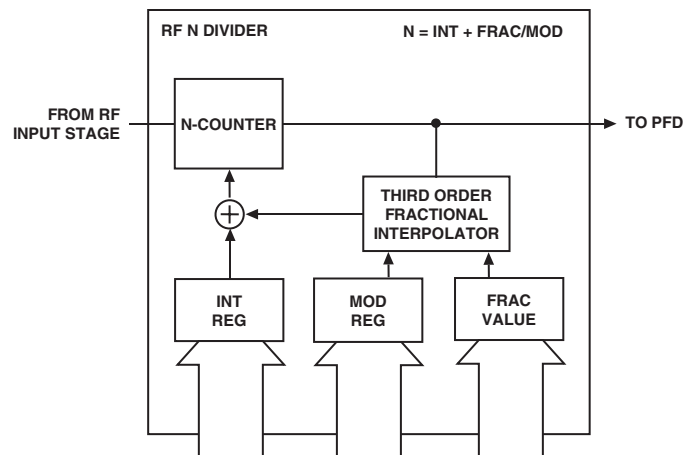 RF N DIVIDER
N = INT + FRAC/MOD
FROM RF
INPUT STAGE
N-COUNTER
TO PFD
THIRD ORDER
FRACTIONAL
INTERPOLATOR
INT
REG
MOD
REG
FRAC
VALUE